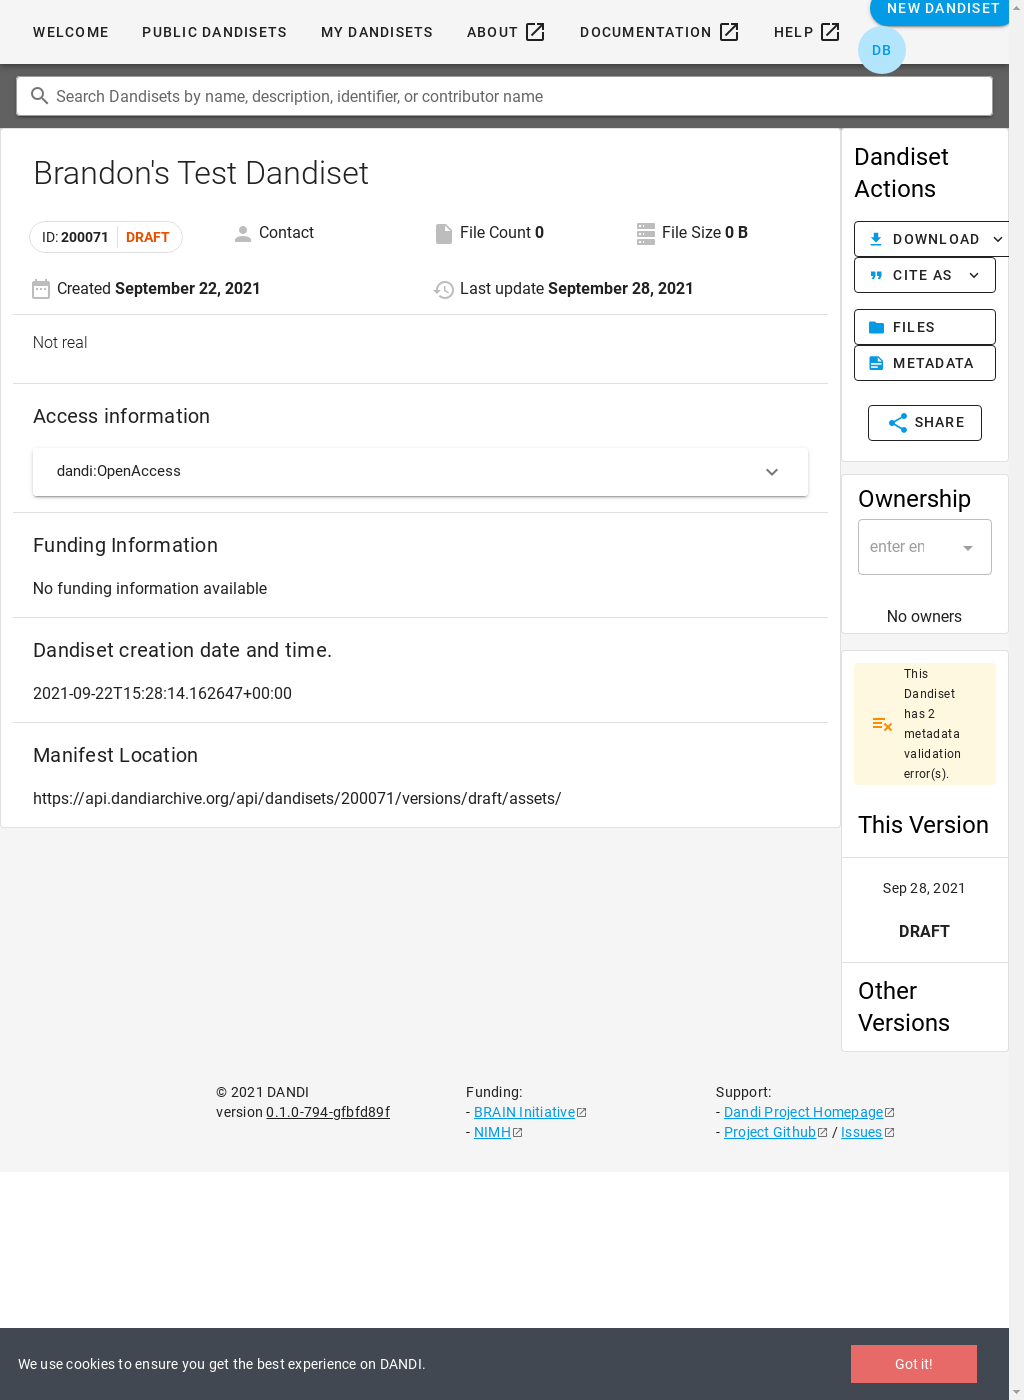 WELCOME PUBLIC DANDISETS MY DANDISETS ABOUT DOCUMENTATION HELP NEW DANDISET
DB
Search Dandisets by name, description, identifier, or contributor name
Brandon's Test Dandiset
ID: 200071 DRAFT Contact File Count 0 File Size 0 B
Created September 22, 2021 Last update September 28, 2021
Not real
Access information
dandi:OpenAccess
Funding Information
No funding information available
Dandiset creation date and time.
2021-09-22T15:28:14.162647+00:00
Manifest Location
https://api.dandiarchive.org/api/dandisets/200071/versions/draft/assets/
Dandiset
Actions
DOWNLOAD
CITE AS
FILES
METADATA
SHARE
Ownership
enter en
No owners
This
Dandiset
has 2
metadata
validation
error(s).
This Version
Sep 28, 2021
DRAFT
Other
Versions
© 2021 DANDI
version 0.1.0-794-gfbfd89f
Funding:
- BRAIN Initiative
- NIMH
Support:
- Dandi Project Homepage
- Project Github / Issues
We use cookies to ensure you get the best experience on DANDI.
Got it!